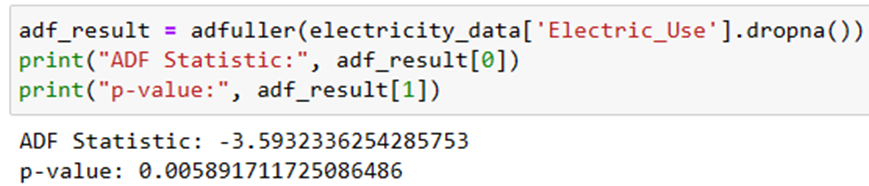 adf_result = adfuller(electricity_data['Electric_Use'].dropna())
print("ADF Statistic:", adf_result[0])
print("p-value:", adf_result[1])
ADF Statistic: -3.5932336254285753
p-value: 0.005891711725086486